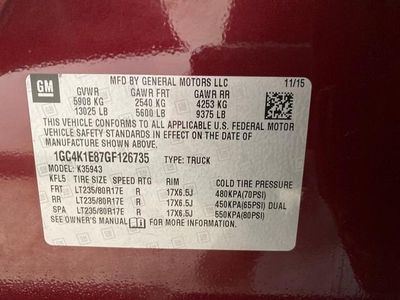 GM
MFD BY GENERAL MOTORS LLC 11/15
GVWR GAWR FRT GAWR RR
5908 KG 2540 KG 4253 KG
13025 LB 5600 LB 9375 LB
THIS VEHICLE CONFORMS TO ALL APPLICABLE U.S. FEDERAL MOTOR
VEHICLE SAFETY STANDARDS IN EFFECT ON THE DATE OF
MANUFACTURE SHOWN ABOVE.
1GC4K1E87GF126735 TYPE: TRUCK
MODEL: K35943
KFL5 TIRE SIZE SPEED RTG RIM COLD TIRE PRESSURE
FRT LT235/80R17E R 17X6.5J 480KPA(70PSI)
RR LT235/80R17E R 17X6.5J 450KPA(65PSI) DUAL
SPA LT235/80R17E R 17X6.5J 550KPA(80PSI)
SEE OWNER'S MANUAL FOR MORE INFORMATION.